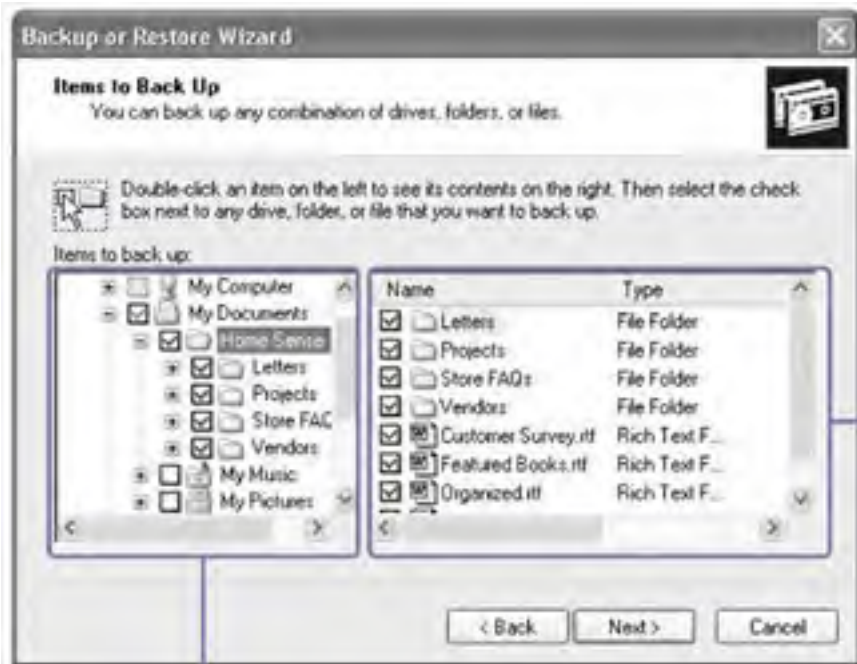 Backup or Restore Wizard
Items to Back Up
You can back up any combination of drives, folders, or files.
Double-click an item on the left to see its contents on the right. Then select the check
box next to any drive, folder, or file that you want to back up.
Items to back up:
My Computer
My Documents
Home Sense
Letters
Projects
Store FAQ
Vendors
My Music
My Pictures
Name Type
Letters File Folder
Projects File Folder
Store FAQs File Folder
Vendors File Folder
Customer Survey.rtf Rich Text F...
Featured Books.rtf Rich Text F...
Organized.rtf Rich Text F...
< Back Next > Cancel